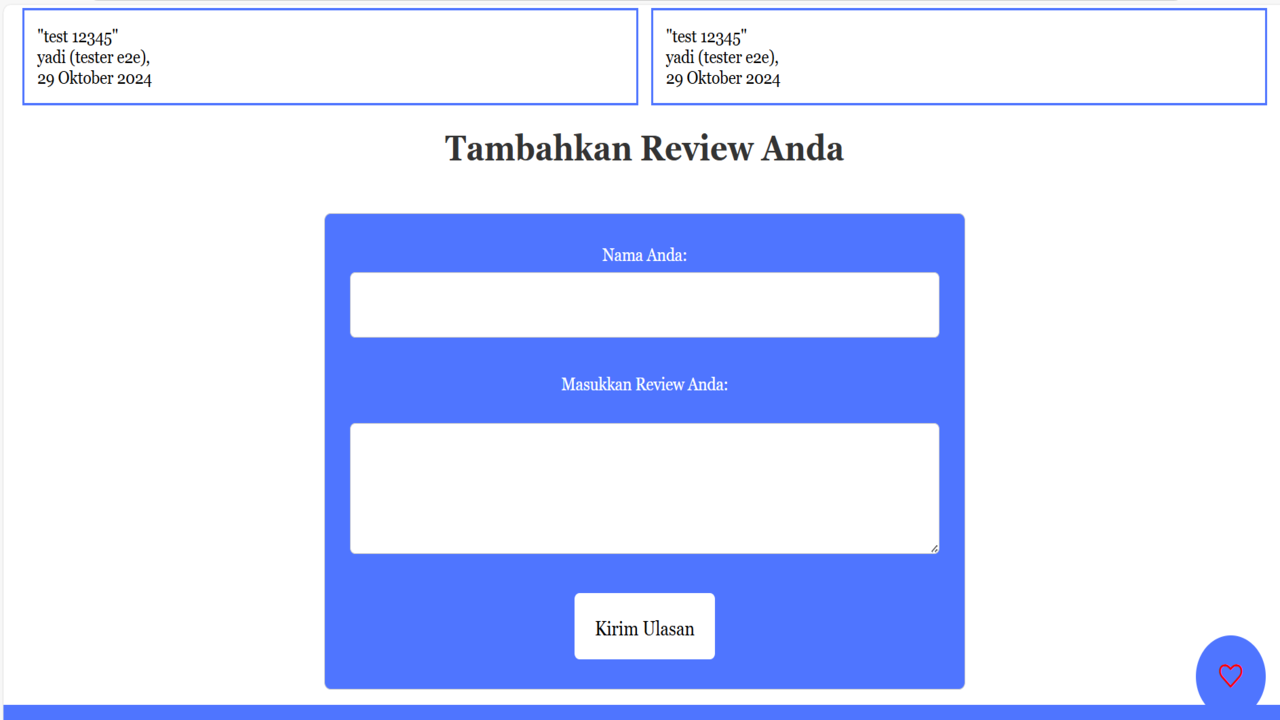 "test 12345"
yadi (tester e2e),
29 Oktober 2024
"test 12345"
yadi (tester e2e),
29 Oktober 2024
Tambahkan Review Anda
Nama Anda:
Masukkan Review Anda:
Kirim Ulasan